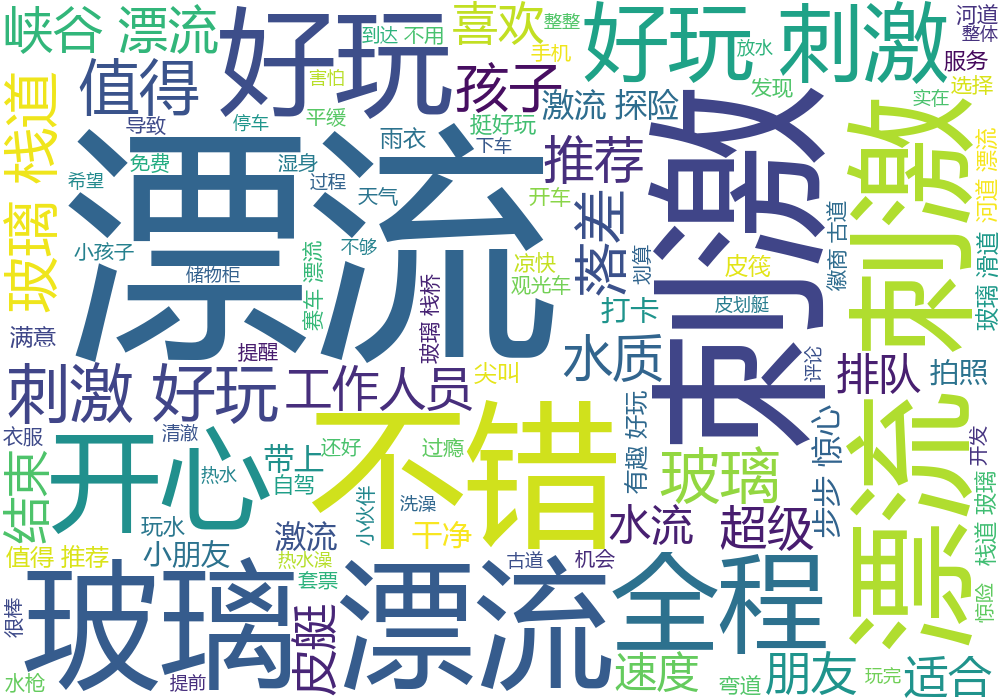 峡谷 漂流
好玩
到达 不用
喜欢
整整
手机
好玩 刺激
放水
河道
整体
服务
选择
值得
害怕
孩子
激流 探险
发现
实在
玻璃 栈道
导致
停车
平缓
雨衣
挺好玩
下车
推荐
免费
湿身
希望
过程
天气
开车
漂流
刺激
刺激 漂流
河道 漂流
小孩子
储物柜
赛车 漂流
不够
凉快
观光车
落差
划算
皮筏
徽南 古道
玻璃 滑道
满意
提醒
玻璃 栈桥
打卡
皮划艇
刺激 好玩
工作人员
尖叫
水质
评论
排队
拍照
衣服
清澈
开心
热水
带上
自驾
还好
不错
过瘾
有趣 好玩
玻璃
步步 惊心
开发
结束
玩水
小伙伴
洗澡
干净
水流
超级
栈道 玻璃
值得 推荐
小朋友
激流
热水澡
套票
古道
机会
惊险
很棒
玻璃 漂流
全程
皮艇
水枪
提前
速度
弯道
朋友
玩完
适合